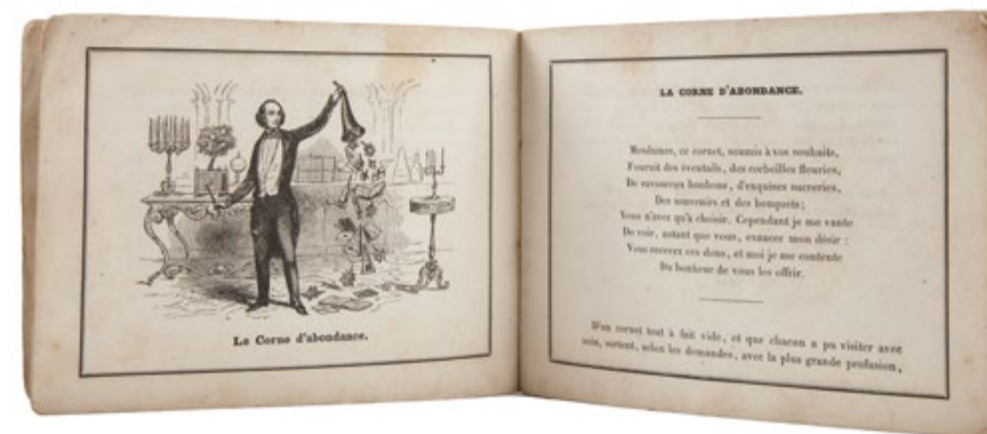 La Corne d'abondance.
LA CORNE D'ABONDANCE.
Mesdames, ce cornet, soumis à vos souhaits,
Fournit des éventails, des corbeilles fleuries,
De savoureux bonbons, d'exquises sucreries,
Des souvenirs et des bouquets;
Vous n'avez qu'à choisir. Cependant je me vante
De voir, autant que vous, exaucer mon désir :
Vous recevez ces dons, et moi je me contente
Du bonheur de vous les offrir.
D'un cornet tout à fait vide, et que chacun a pu visiter avec
soin, sortent, selon les demandes, avec la plus grande profusion,